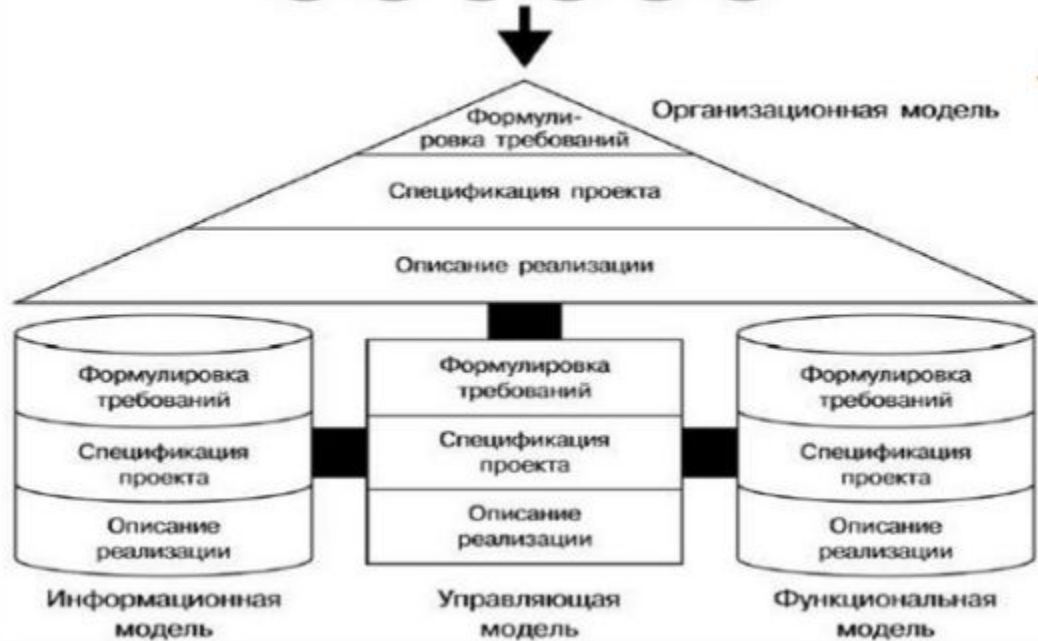 Формули-
ровка требований
Организационная модель
Спецификация проекта
Описание реализации
Формулировка
требований
Спецификация
проекта
Описание
реализации
Информационная
модель
Формулировка
требований
Спецификация
проекта
Описание
реализации
Управляющая
модель
Формулировка
требований
Спецификация
проекта
Описание
реализации
Функциональная
модель